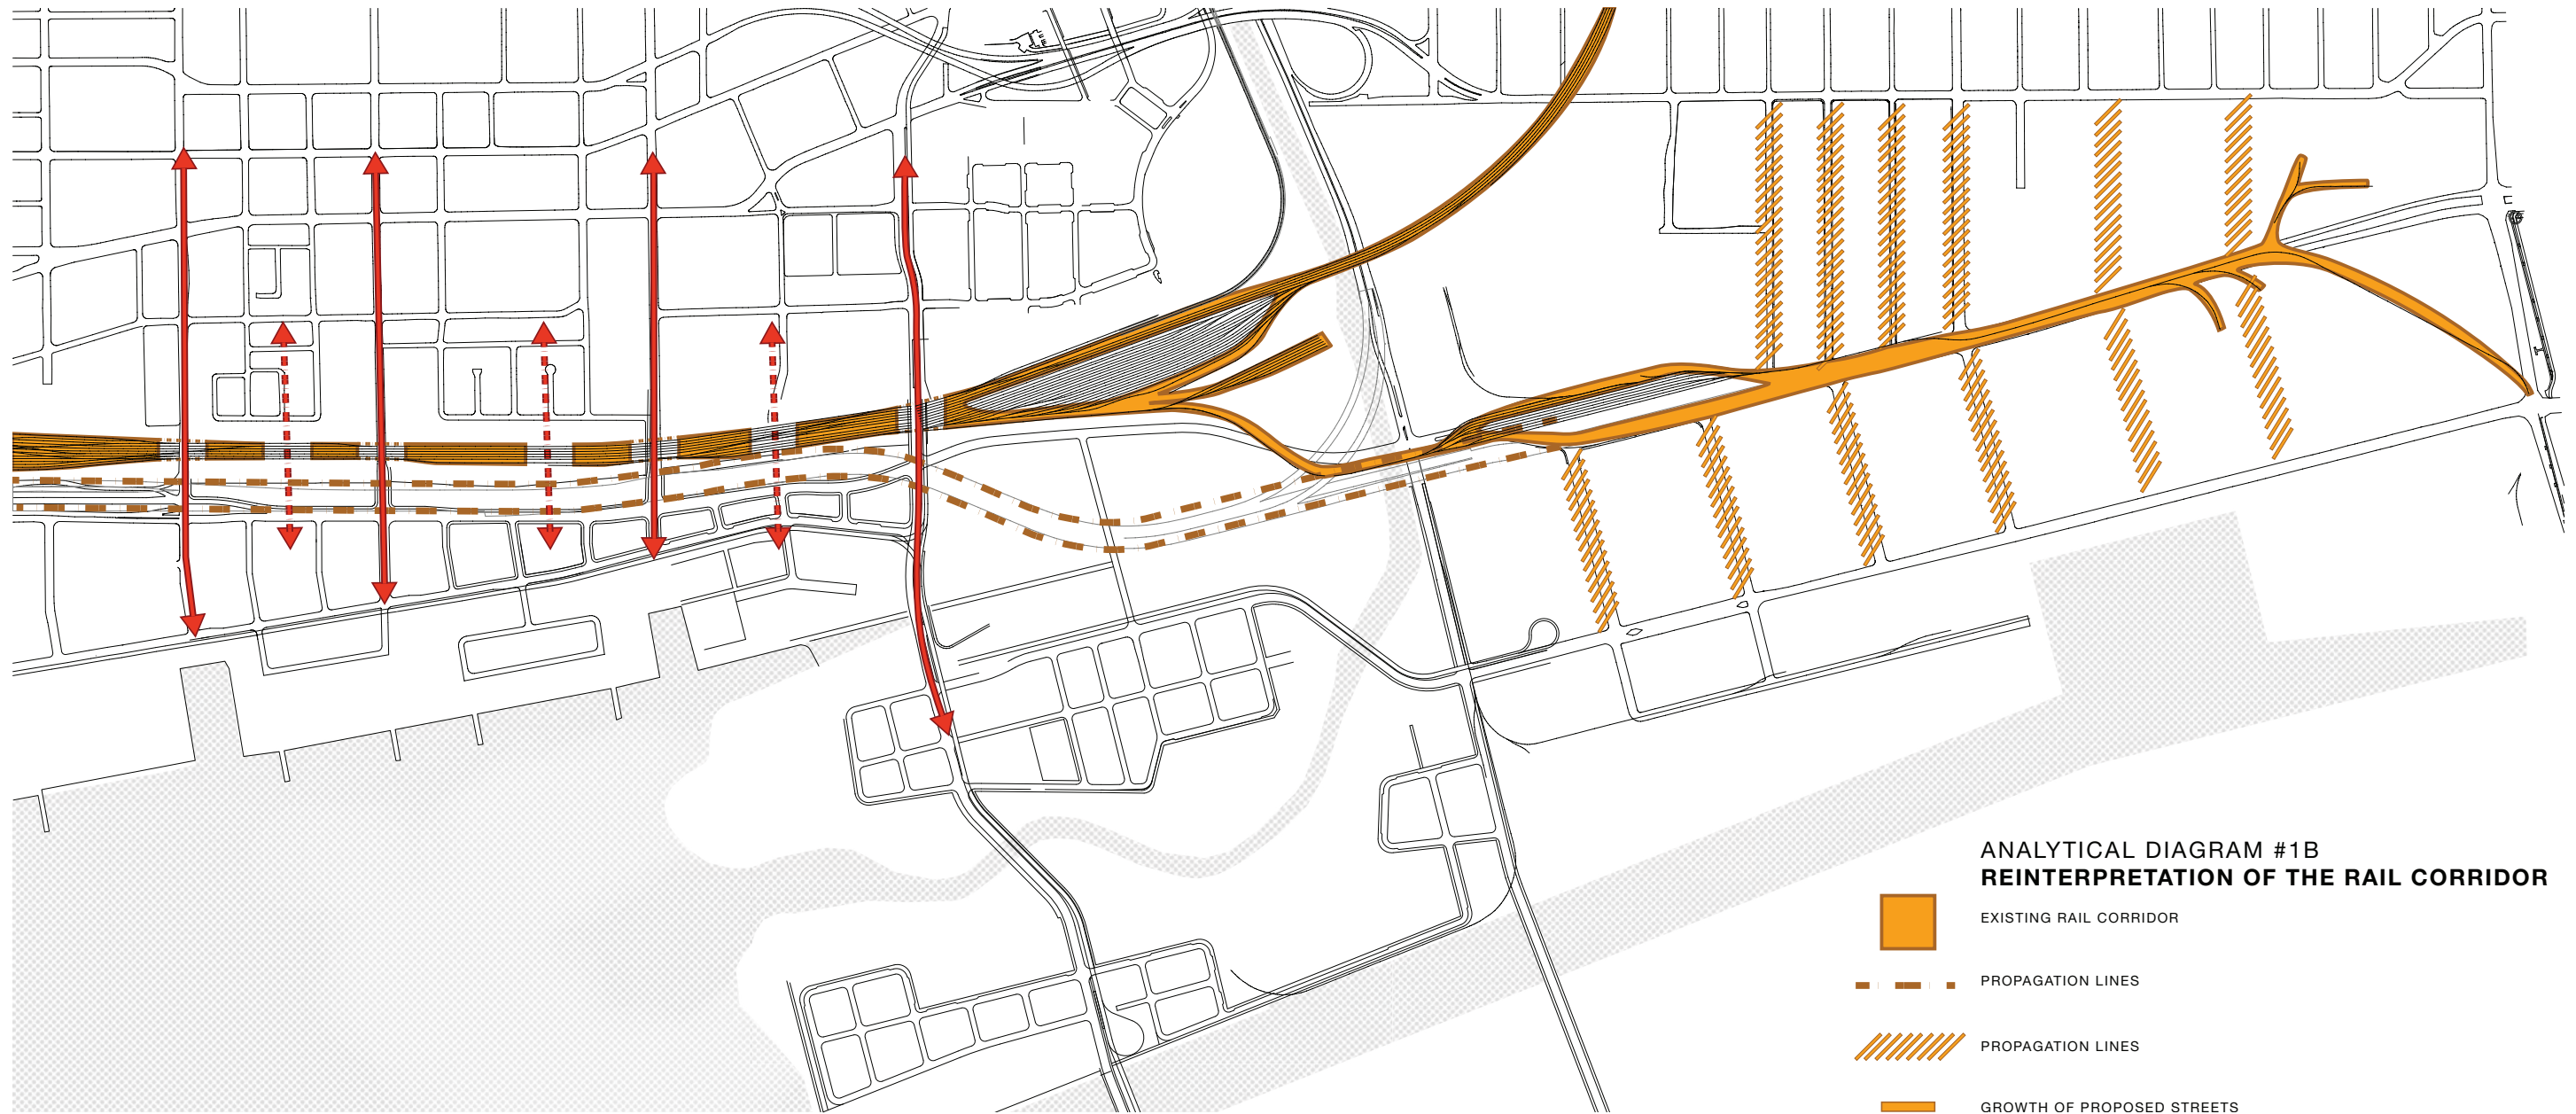 ANALYTICAL DIAGRAM #1B
REINTERPRETATION OF THE RAIL CORRIDOR
EXISTING RAIL CORRIDOR
PROPAGATION LINES
PROPAGATION LINES
GROWTH OF PROPOSED STREETS